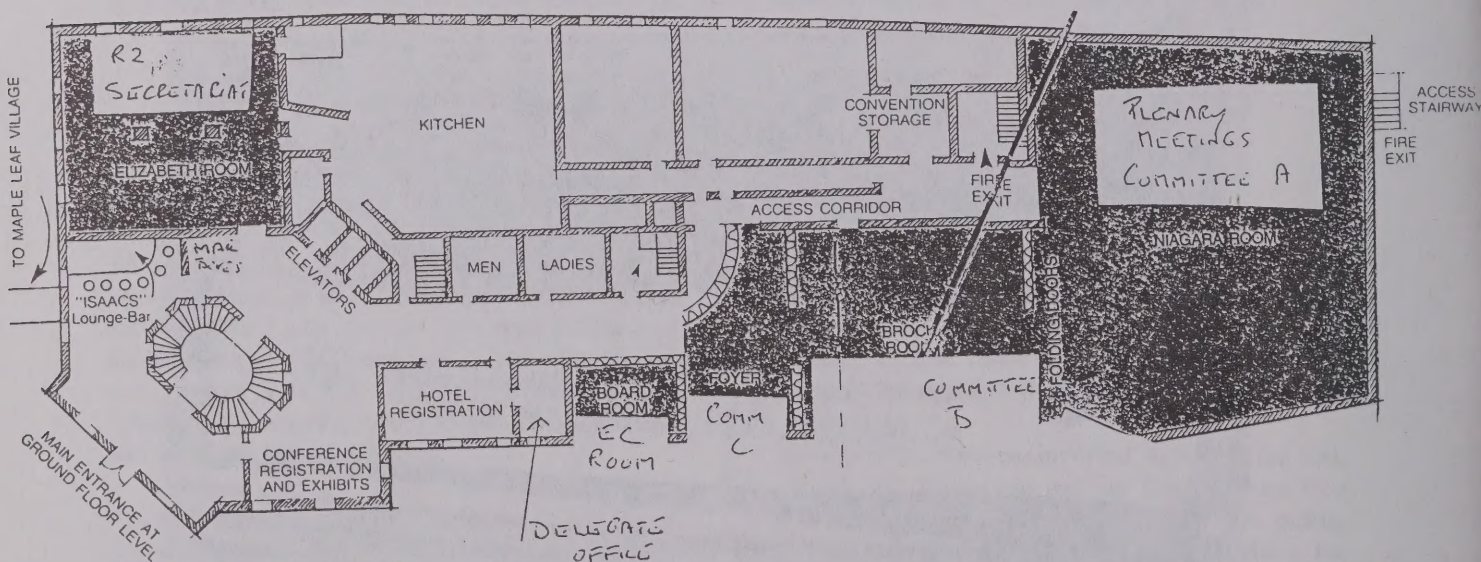 TO MAPLE LEAF VILLAGE
R2
SECRETARIAT
ELIZABETH ROOM
KITCHEN
CONVENTION
STORAGE
FIRE
EXIT
ACCESS CORRIDOR
PLENARY
MEETINGS
COMMITTEE A
NIAGARA ROOM
ACCESS
STAIRWAY
FIRE
EXIT
"ISAACS"
Lounge-Bar
ELEVATORS
MEN
LADIES
HOTEL
REGISTRATION
BOARD
ROOM
EC
ROOM
FOYER
COMM
C
BROCK
ROOM
COMMITTEE
B
FOLDING DOORS
MAIN ENTRANCE AT
GROUND FLOOR LEVEL
CONFERENCE
REGISTRATION
AND EXHIBITS
DELEGATE
OFFICE